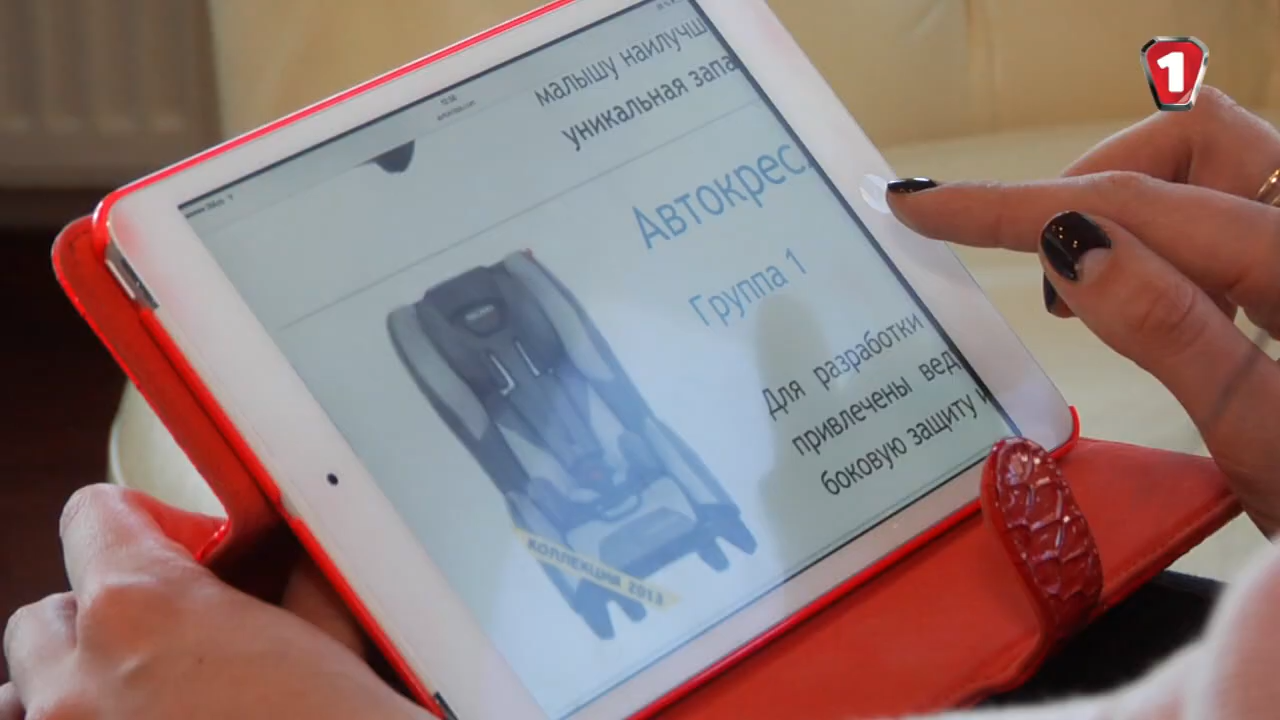 1
малышу наилучш
уникальная запа
Автокрес
Группа 1
Для разработки
привлечены вед
боковую защиту и
КОЛЛЕКЦИЯ 2013